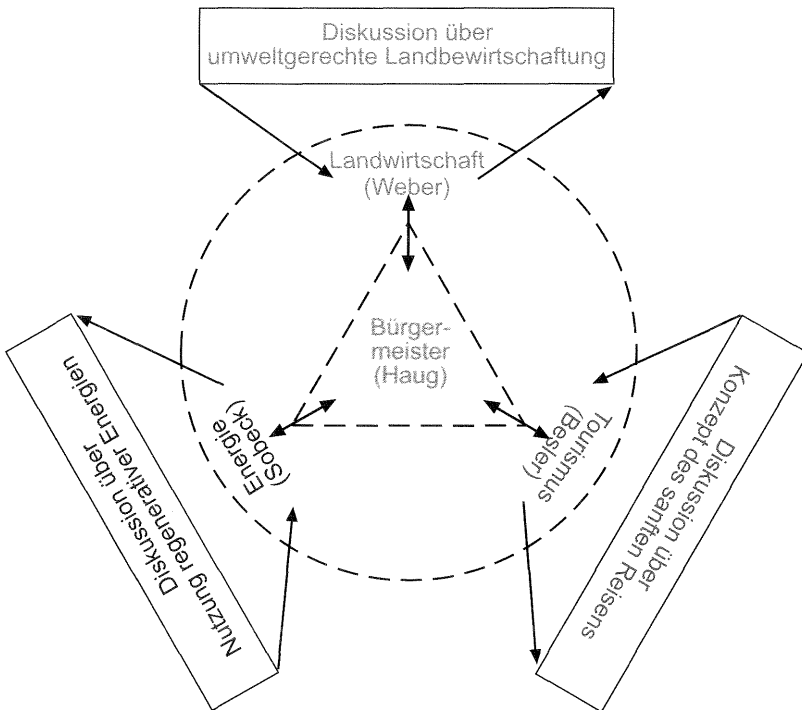 Diskussion über
umweltgerechte Landbewirtschaftung
Landwirtschaft
(Weber)
Bürger-
meister
(Haug)
Energie
(Sobeck)
Tourismus
(Besler)
Diskussion über
Nutzung regenerativer Energien
Diskussion über
Konzept des sanften Reisens